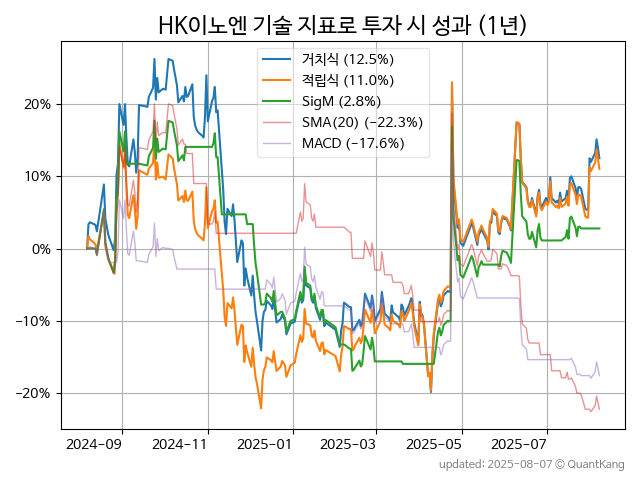 HK이노엔 기술 지표로 투자 시 성과 (1년)
거치식 (12.5%)
적립식 (11.0%)
SigM (2.8%)
SMA(20) (−22.3%)
MACD (−17.6%)
20%
10%
0%
−10%
−20%
2024-09 2024-11 2025-01 2025-03 2025-05 2025-07
updated: 2025-08-07 © QuantKang